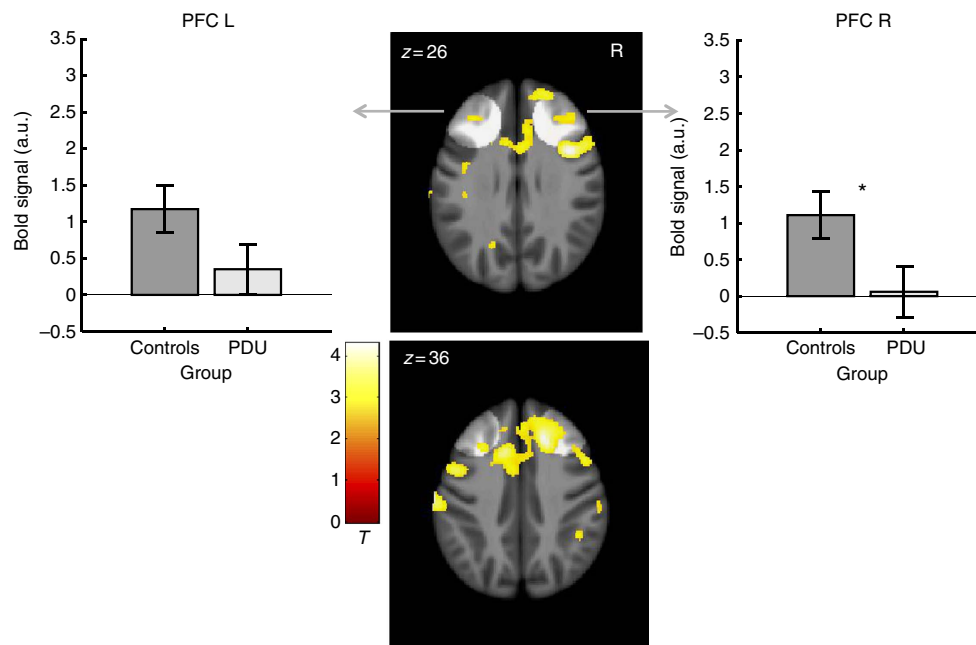 PFC L
3.5
3
2.5
2
1.5
1
0.5
0
–0.5
Bold signal (a.u.)
Controls PDU
Group
z = 26 R
PFC R
3.5
3
2.5
2
1.5
1
0.5
0
–0.5
Bold signal (a.u.)
*
Controls PDU
Group
4
3
2
1
0
T
z = 36